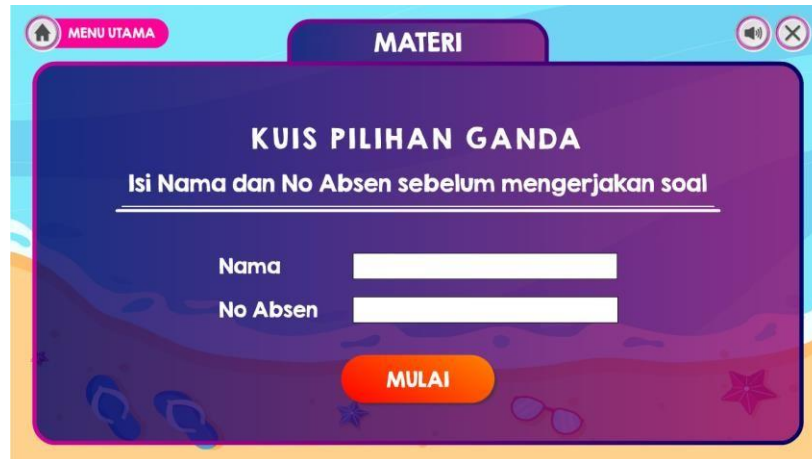 MENU UTAMA
MATERI
KUIS PILIHAN GANDA
Isi Nama dan No Absen sebelum mengerjakan soal
Nama
No Absen
MULAI